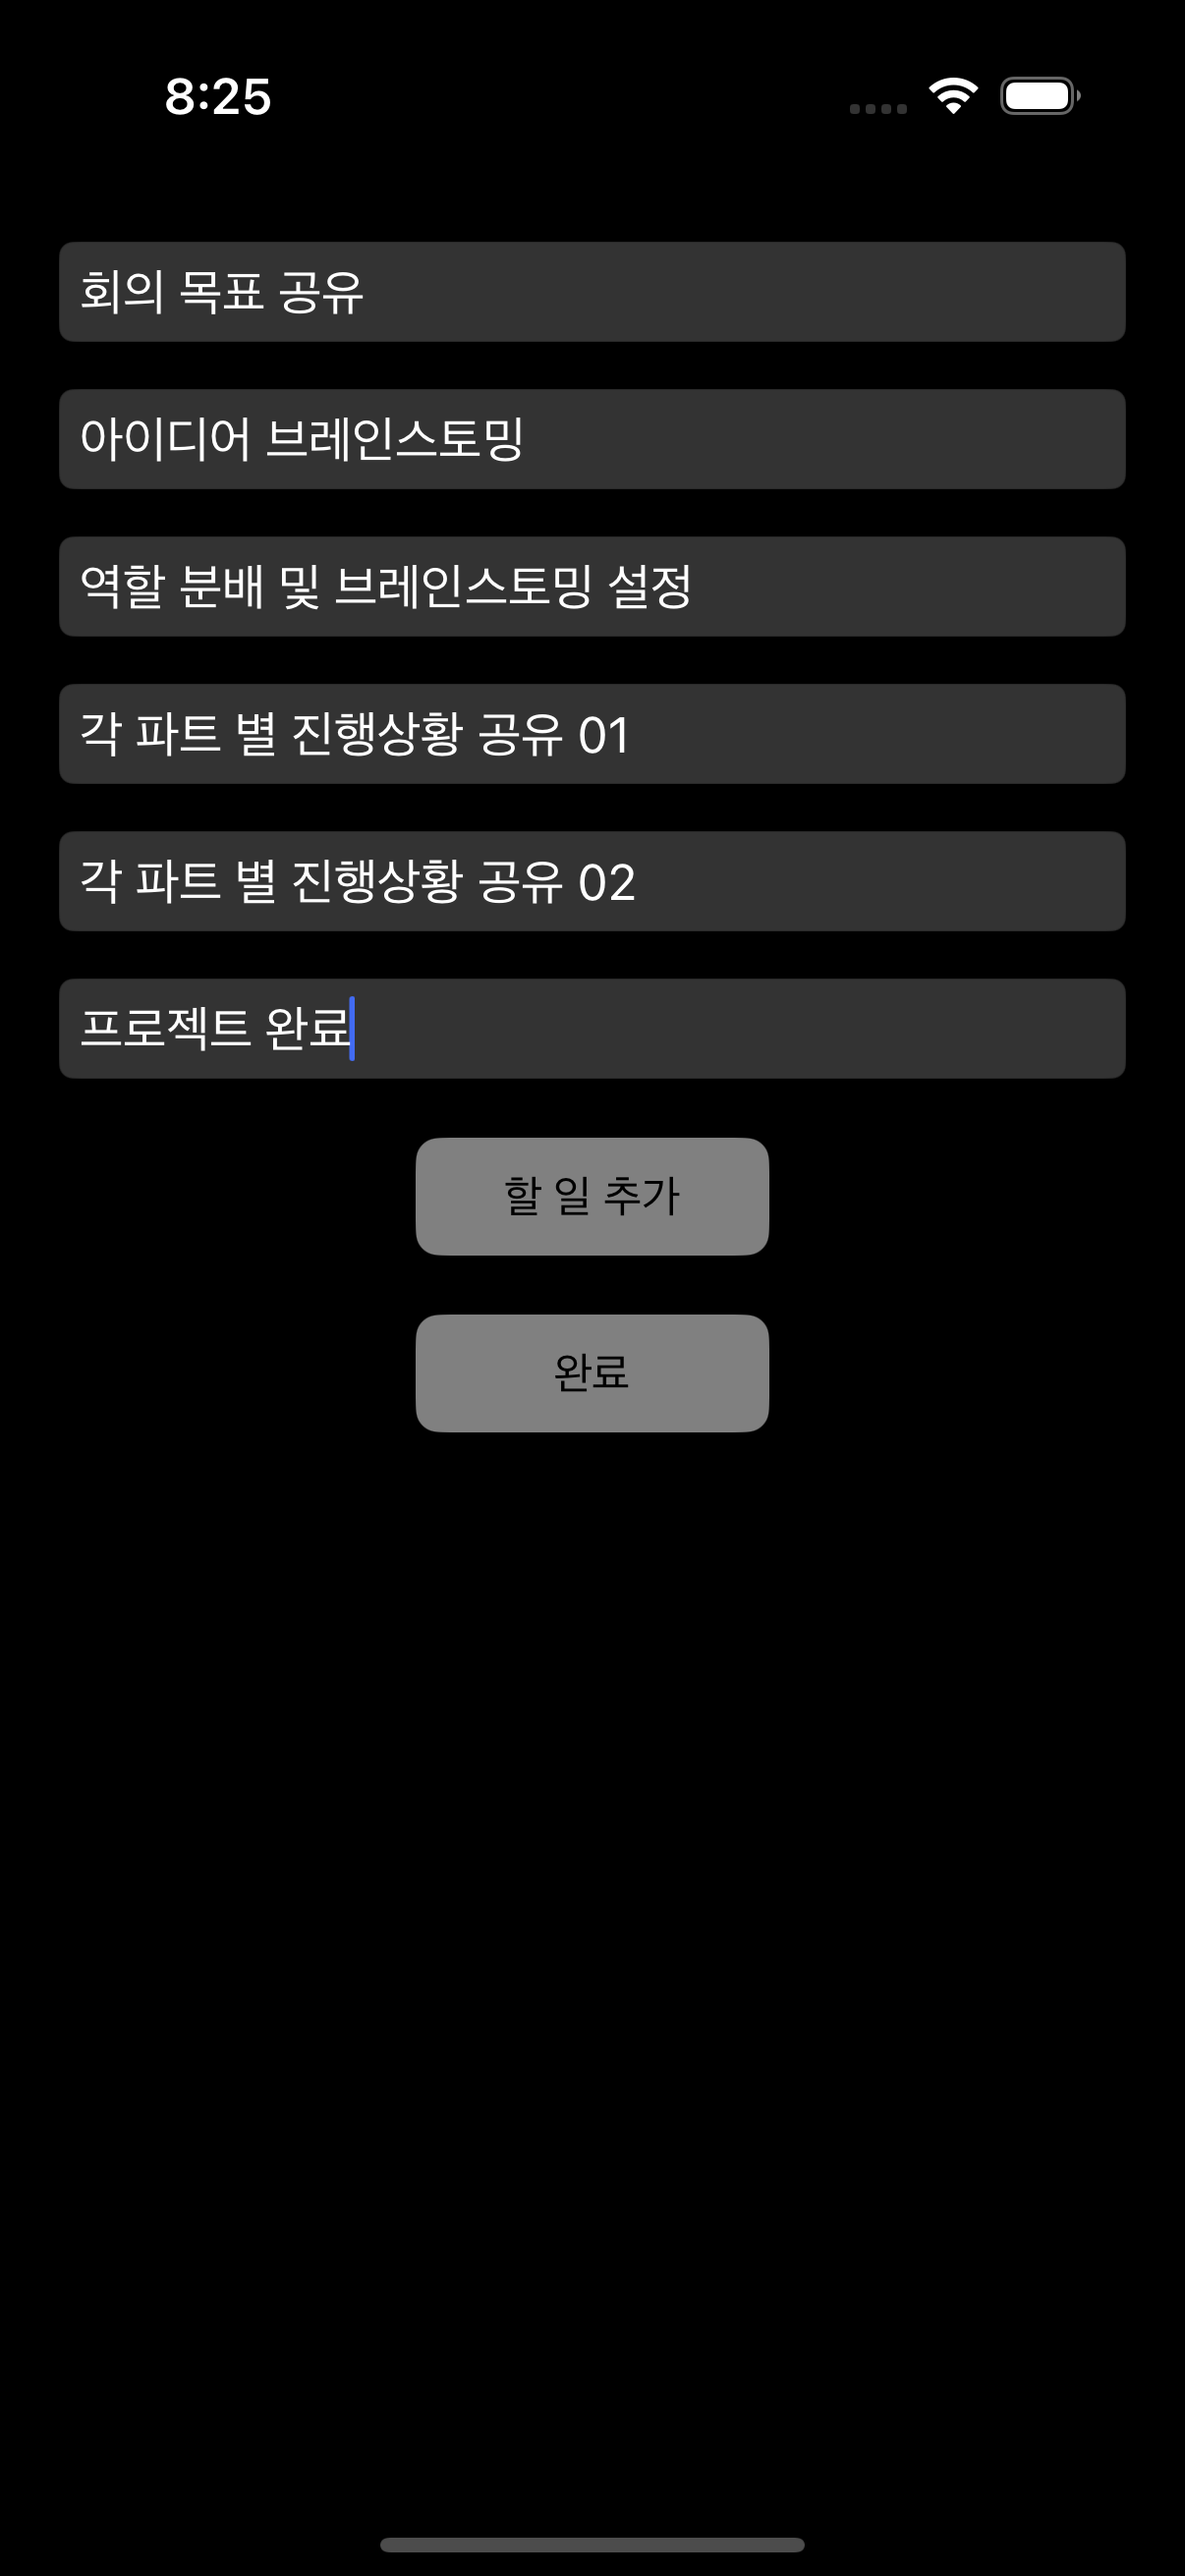 8:25
회의 목표 공유
아이디어 브레인스토밍
역할 분배 및 브레인스토밍 설정
각 파트 별 진행상황 공유 01
각 파트 별 진행상황 공유 02
프로젝트 완료
할 일 추가
완료